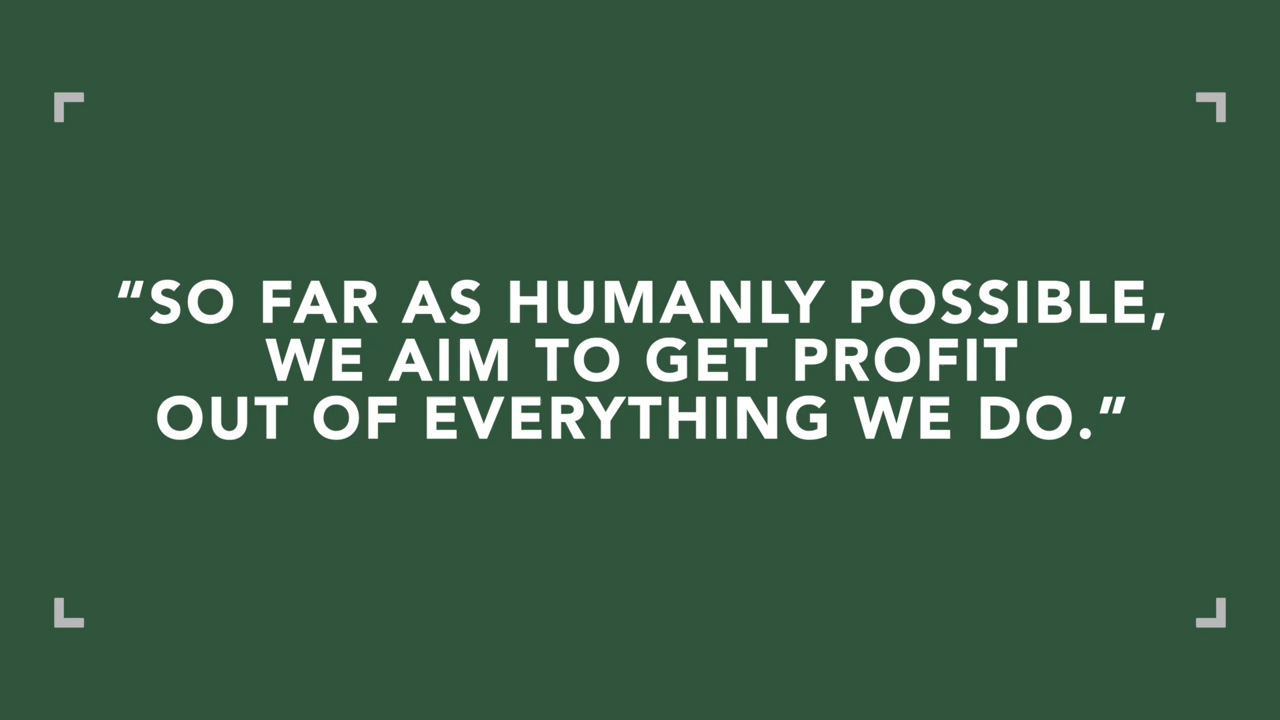 “SO FAR AS HUMANLY POSSIBLE,
WE AIM TO GET PROFIT
OUT OF EVERYTHING WE DO.“